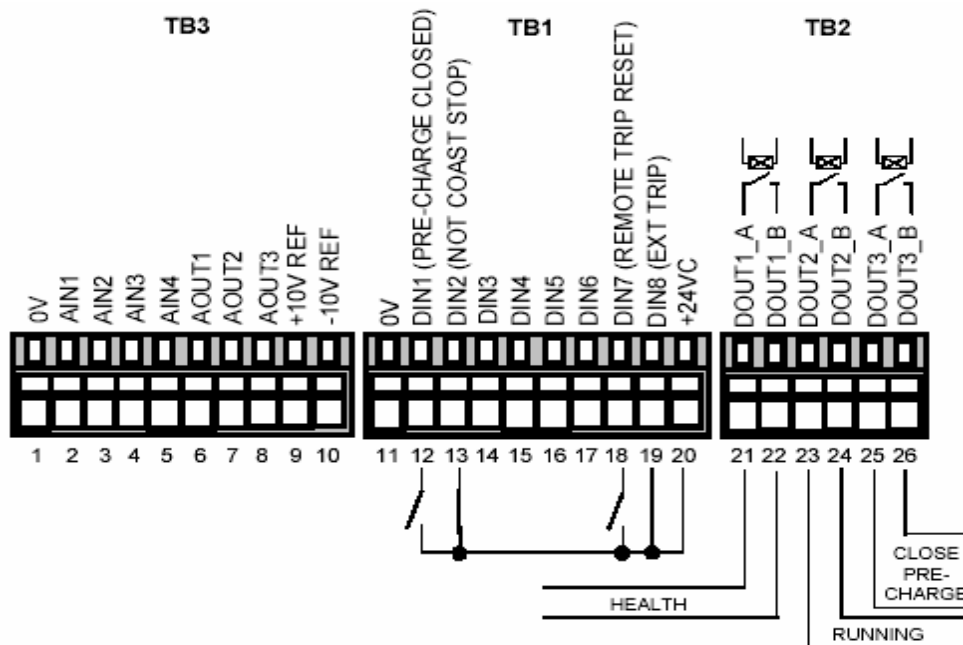 TB3
TB1
TB2
0V
AIN1
AIN2
AIN3
AIN4
AOUT1
AOUT2
AOUT3
+10V REF
-10V REF
0V
DIN1 (PRE-CHARGE CLOSED)
DIN2 (NOT COAST STOP)
DIN3
DIN4
DIN5
DIN6
DIN7 (REMOTE TRIP RESET)
DIN8 (EXT TRIP)
+24VC
DOUT1_A
DOUT1_B
DOUT2_A
DOUT2_B
DOUT3_A
DOUT3_B
1 2 3 4 5 6 7 8 9 10
11 12 13 14 15 16 17 18 19 20
21 22 23 24 25 26
CLOSE
PRE-
CHARGE
HEALTH
RUNNING